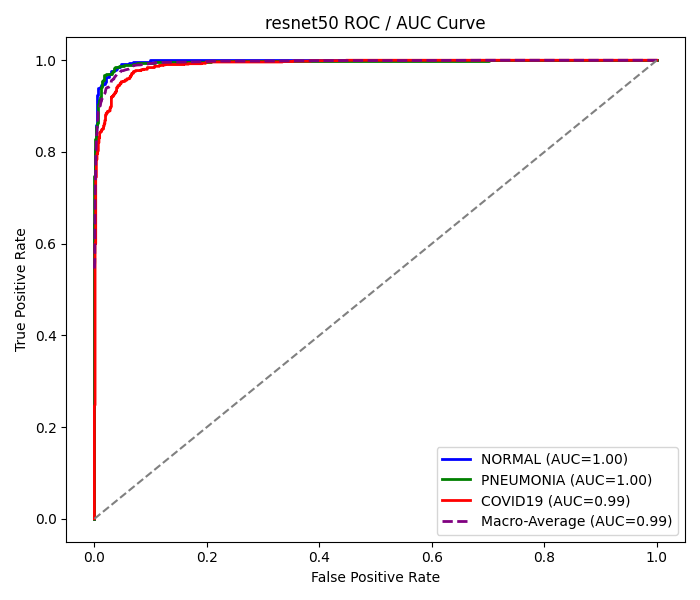 resnet50 ROC / AUC Curve
True Positive Rate
1.0
0.8
0.6
0.4
0.2
0.0
0.0 0.2 0.4 0.6 0.8 1.0
False Positive Rate
NORMAL (AUC=1.00)
PNEUMONIA (AUC=1.00)
COVID19 (AUC=0.99)
Macro-Average (AUC=0.99)